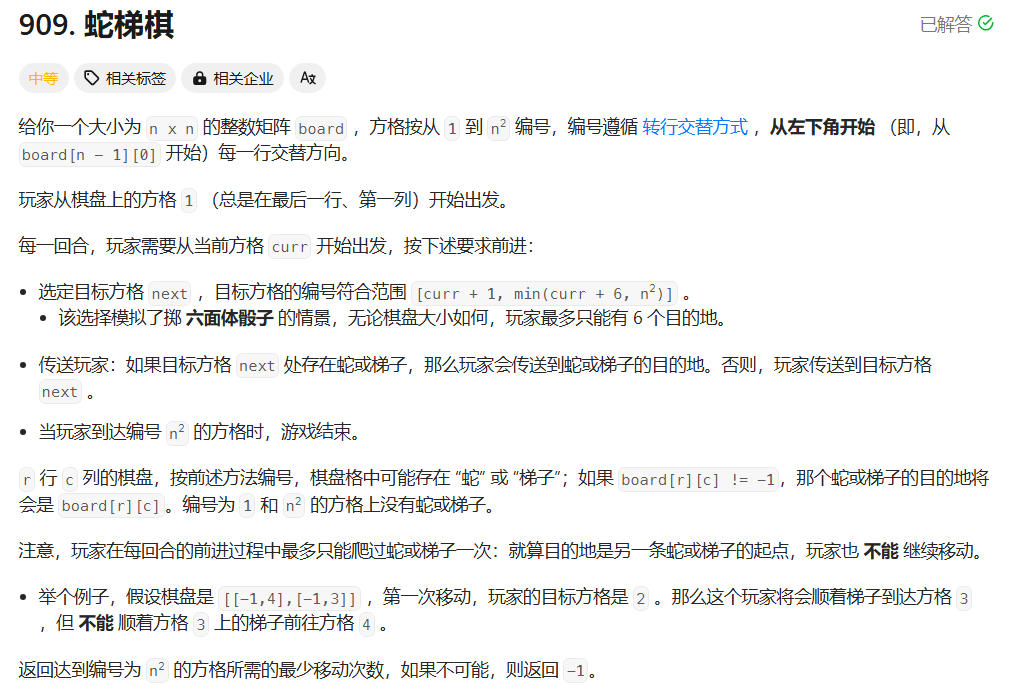 909. 蛇梯棋
已解答
中等
相关标签
相关企业
给你一个大小为 n x n 的整数矩阵 board ，方格按从 1 到 n² 编号，编号遵循 转行交替方式 ，从左下角开始 （即，从
board[n - 1][0] 开始）每一行交替方向。
玩家从棋盘上的方格 1 （总是在最后一行、第一列）开始出发。
每一回合，玩家需要从当前方格 curr 开始出发，按下述要求前进：
选定目标方格 next ，目标方格的编号符合范围 [curr + 1, min(curr + 6, n²)] 。
该选择模拟了掷 六面体骰子 的情景，无论棋盘大小如何，玩家最多只能有 6 个目的地。
传送玩家：如果目标方格 next 处存在蛇或梯子，那么玩家会传送到蛇或梯子的目的地。否则，玩家传送到目标方格
next 。
当玩家到达编号 n² 的方格时，游戏结束。
r 行 c 列的棋盘，按前述方法编号，棋盘格中可能存在 “蛇” 或 “梯子”；如果 board[r][c] != -1，那个蛇或梯子的目的地将
会是 board[r][c]。编号为 1 和 n² 的方格上没有蛇或梯子。
注意，玩家在每回合的前进过程中最多只能爬过蛇或梯子一次：就算目的地是另一条蛇或梯子的起点，玩家也 不能 继续移动。
举个例子，假设棋盘是 [[-1,4],[-1,3]] ，第一次移动，玩家的目标方格是 2 。那么这个玩家将会顺着梯子到达方格 3
，但 不能 顺着方格 3 上的梯子前往方格 4 。
返回达到编号为 n² 的方格所需的最少移动次数，如果不可能，则返回 -1。